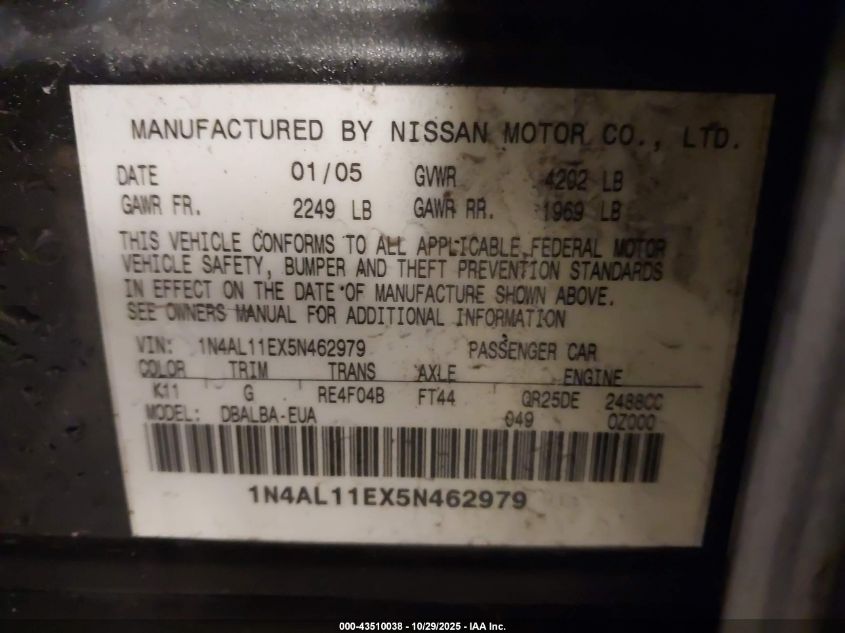 MANUFACTURED BY NISSAN MOTOR CO., LTD.
DATE 01/05 GVWR 4202 LB
GAWR FR. 2249 LB GAWR RR. 1969 LB
THIS VEHICLE CONFORMS TO ALL APPLICABLE FEDERAL MOTOR
VEHICLE SAFETY, BUMPER AND THEFT PREVENTION STANDARDS
IN EFFECT ON THE DATE OF MANUFACTURE SHOWN ABOVE.
SEE OWNERS MANUAL FOR ADDITIONAL INFORMATION
VIN: 1N4AL11EX5N462979 PASSENGER CAR
COLOR TRIM TRANS AXLE ENGINE
K11 G RE4F04B FT44 QR25DE 2488CC
MODEL: DBALBA-EUA 049 0Z000
1N4AL11EX5N462979
000-43510038 - 10/29/2025 - IAA Inc.